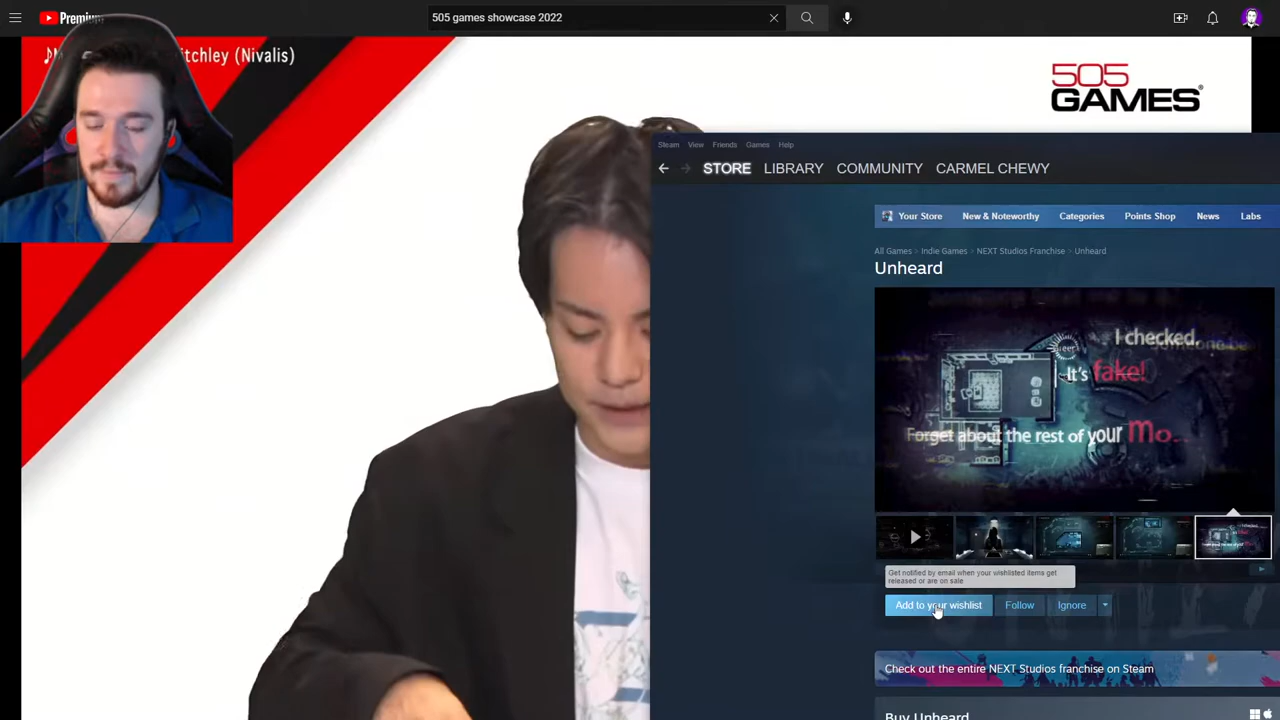 Premium
505 games showcase 2022
itchley (Nivalis)
505
GAMES
Steam View Friends Games Help
STORE LIBRARY COMMUNITY CARMEL CHEWY
Your Store New & Noteworthy Categories Points Shop News Labs
All Games > Indie Games > NEXT Studios Franchise > Unheard
Unheard
I checked.
It's fake!
Forget about the rest of your Mo...
Get notified by email when your wishlisted items get
released or are on sale
Add to your wishlist Follow Ignore
Check out the entire NEXT Studios franchise on Steam
Buy Unheard